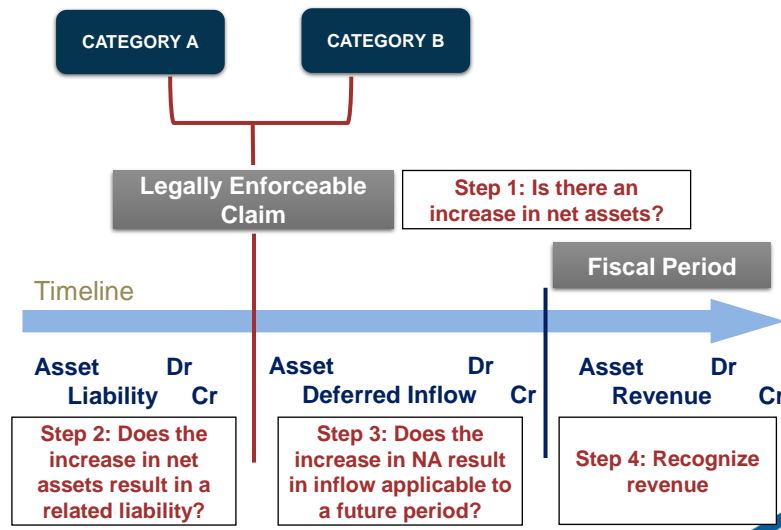 CATEGORY A
CATEGORY B
Legally Enforceable
Claim
Step 1: Is there an
increase in net assets?
Fiscal Period
Timeline
Asset Dr
Liability Cr
Asset Dr
Deferred Inflow Cr
Asset Dr
Revenue Cr
Step 2: Does the
increase in net
assets result in a
related liability?
Step 3: Does the
increase in NA result
in inflow applicable to
a future period?
Step 4: Recognize
revenue